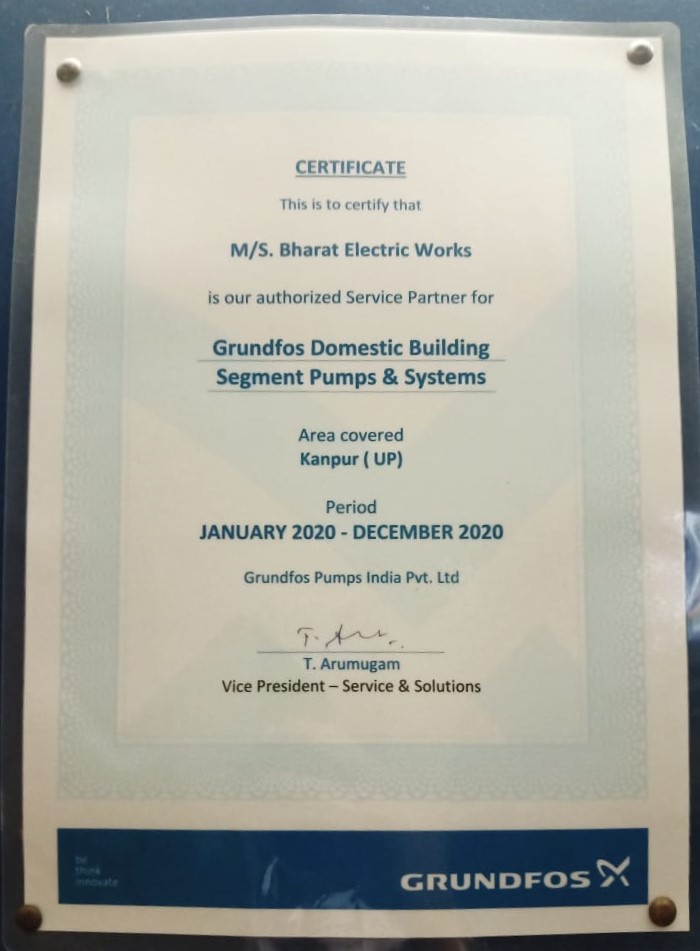 CERTIFICATE
This is to certify that
M/S. Bharat Electric Works
is our authorized Service Partner for
Grundfos Domestic Building
Segment Pumps & Systems
Area covered
Kanpur ( UP)
Period
JANUARY 2020 - DECEMBER 2020
Grundfos Pumps India Pvt. Ltd
T. Arumugam
Vice President – Service & Solutions
be
think
innovate
GRUNDFOS